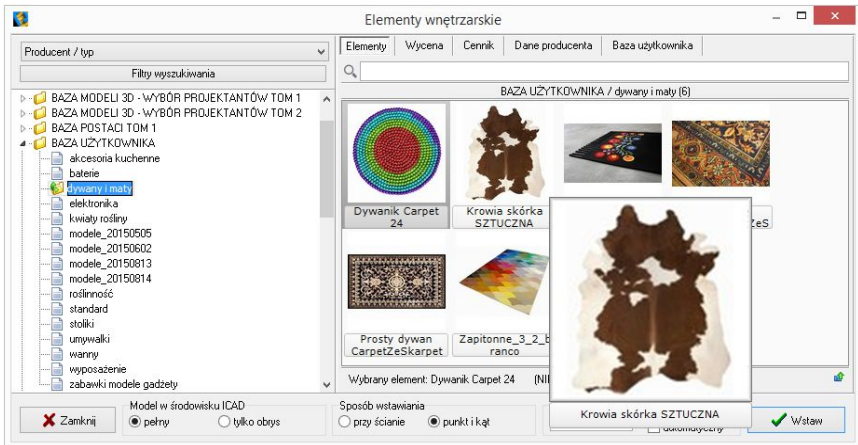 Elementy wnętrzarskie
Producent / typ
Filtry wyszukiwania
BAZA MODELI 3D - WYBÓR PROJEKTANTÓW TOM 1
BAZA MODELI 3D - WYBÓR PROJEKTANTÓW TOM 2
BAZA POSTACI TOM 1
BAZA UŻYTKOWNIKA
akcesoria kuchenne
baterie
dywany i maty
elektronika
kwiaty rośliny
modele_20150505
modele_20150602
modele_20150813
modele_20150814
roślinność
standard
stoliki
umywalki
wanny
wyposażenie
zabawki modele gadżety
Elementy Wycena Cennik Dane producenta Baza użytkownika
BAZA UŻYTKOWNIKA / dywany i maty (6)
Dywanik Carpet
24
Krowia skórka
SZTUCZNA
Prosty dywan
CarpetZeSkarpet
Zapitonne_3_2_b
ranco
Krowia skórka SZTUCZNA
Wybrany element: Dywanik Carpet 24
Zamknij
Model w środowisku ICAD
pełny tylko obrys
Sposób wstawiania
przy ścianie punkt i kąt
automatyczny
Wstaw